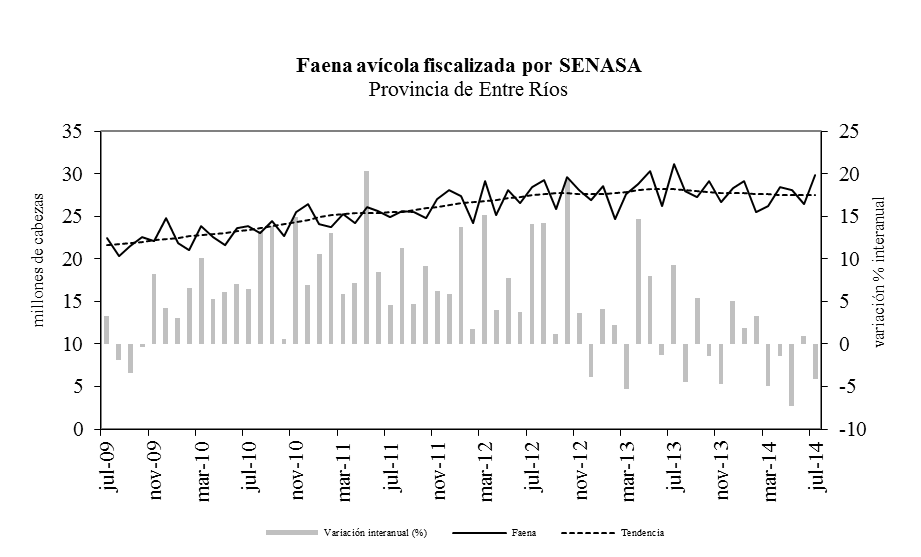 Faena avícola fiscalizada por SENASA
Provincia de Entre Ríos
millones de cabezas
35
30
25
20
15
10
5
0
25
20
15
10
5
0
-5
-10
variación % interanual
jul-09
nov-09
mar-10
jul-10
nov-10
mar-11
jul-11
nov-11
mar-12
jul-12
nov-12
mar-13
jul-13
nov-13
mar-14
jul-14
Variación interanual (%)
Faena
Tendencia